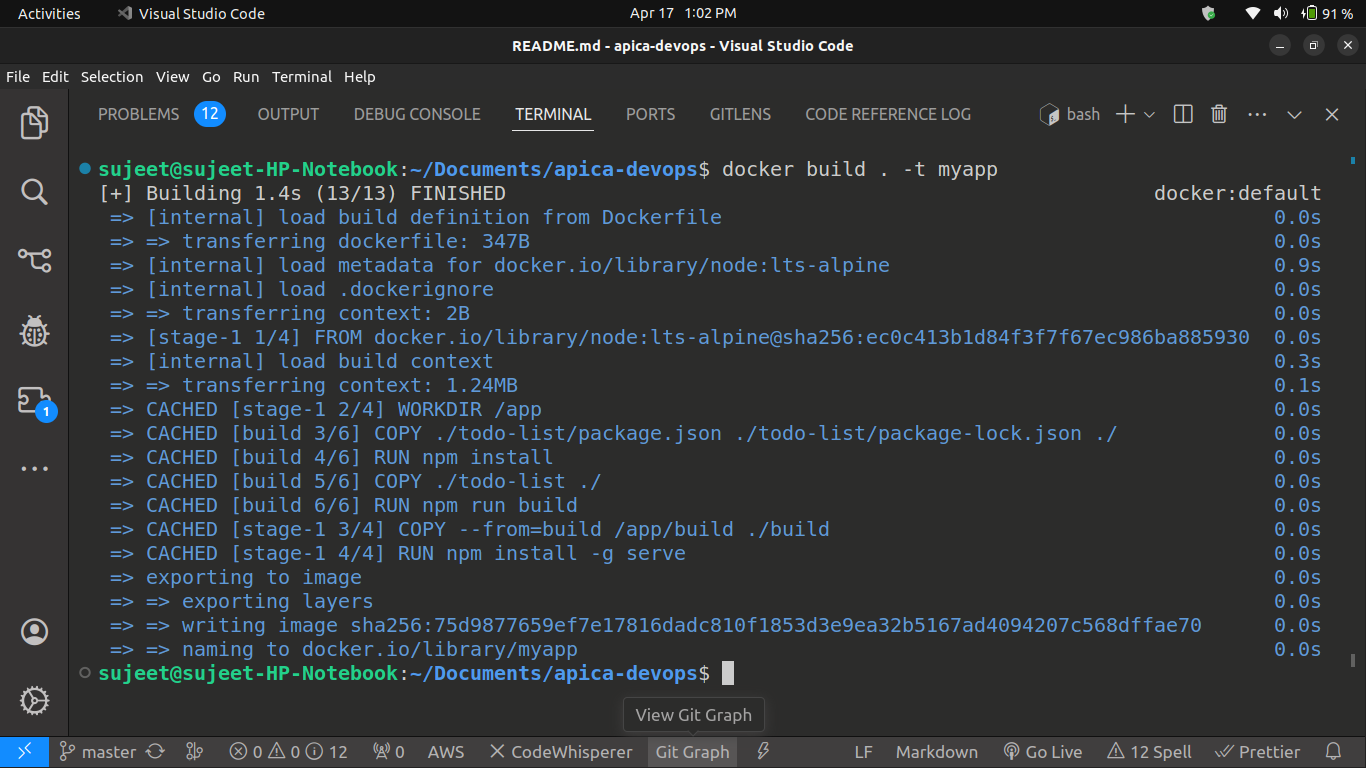 Activities Visual Studio Code Apr 17 1:02 PM 91 %
README.md - apica-devops - Visual Studio Code
File Edit Selection View Go Run Terminal Help
PROBLEMS 12 OUTPUT DEBUG CONSOLE TERMINAL PORTS GITLENS CODE REFERENCE LOG bash
sujeet@sujeet-HP-Notebook:~/Documents/apica-devops$ docker build . -t myapp
[+] Building 1.4s (13/13) FINISHED docker:default
=> [internal] load build definition from Dockerfile 0.0s
=> => transferring dockerfile: 347B 0.0s
=> [internal] load metadata for docker.io/library/node:lts-alpine 0.9s
=> [internal] load .dockerignore 0.0s
=> => transferring context: 2B 0.0s
=> [stage-1 1/4] FROM docker.io/library/node:lts-alpine@sha256:ec0c413b1d84f3f7f67ec986ba885930 0.0s
=> [internal] load build context 0.3s
=> => transferring context: 1.24MB 0.1s
=> CACHED [stage-1 2/4] WORKDIR /app 0.0s
=> CACHED [build 3/6] COPY ./todo-list/package.json ./todo-list/package-lock.json ./ 0.0s
=> CACHED [build 4/6] RUN npm install 0.0s
=> CACHED [build 5/6] COPY ./todo-list ./ 0.0s
=> CACHED [build 6/6] RUN npm run build 0.0s
=> CACHED [stage-1 3/4] COPY --from=build /app/build ./build 0.0s
=> CACHED [stage-1 4/4] RUN npm install -g serve 0.0s
=> exporting to image 0.0s
=> => exporting layers 0.0s
=> => writing image sha256:75d9877659ef7e17816dadc810f1853d3e9ea32b5167ad4094207c568dffae70 0.0s
=> => naming to docker.io/library/myapp 0.0s
sujeet@sujeet-HP-Notebook:~/Documents/apica-devops$
1
View Git Graph
master 0 0 12 0 AWS CodeWhisperer Git Graph LF Markdown Go Live 12 Spell Prettier